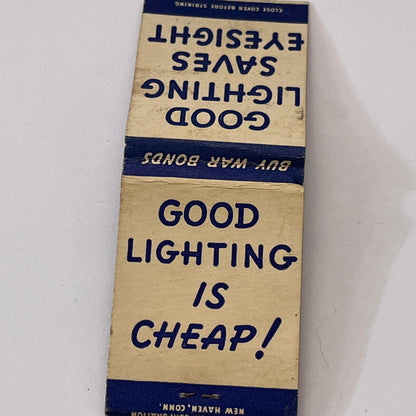 CLOSE COVER BEFORE STRIKING
GOOD
LIGHTING
SAVES
EYESIGHT
BUY WAR BONDS
GOOD
LIGHTING
IS
CHEAP!
NEW HAVEN, CONN.